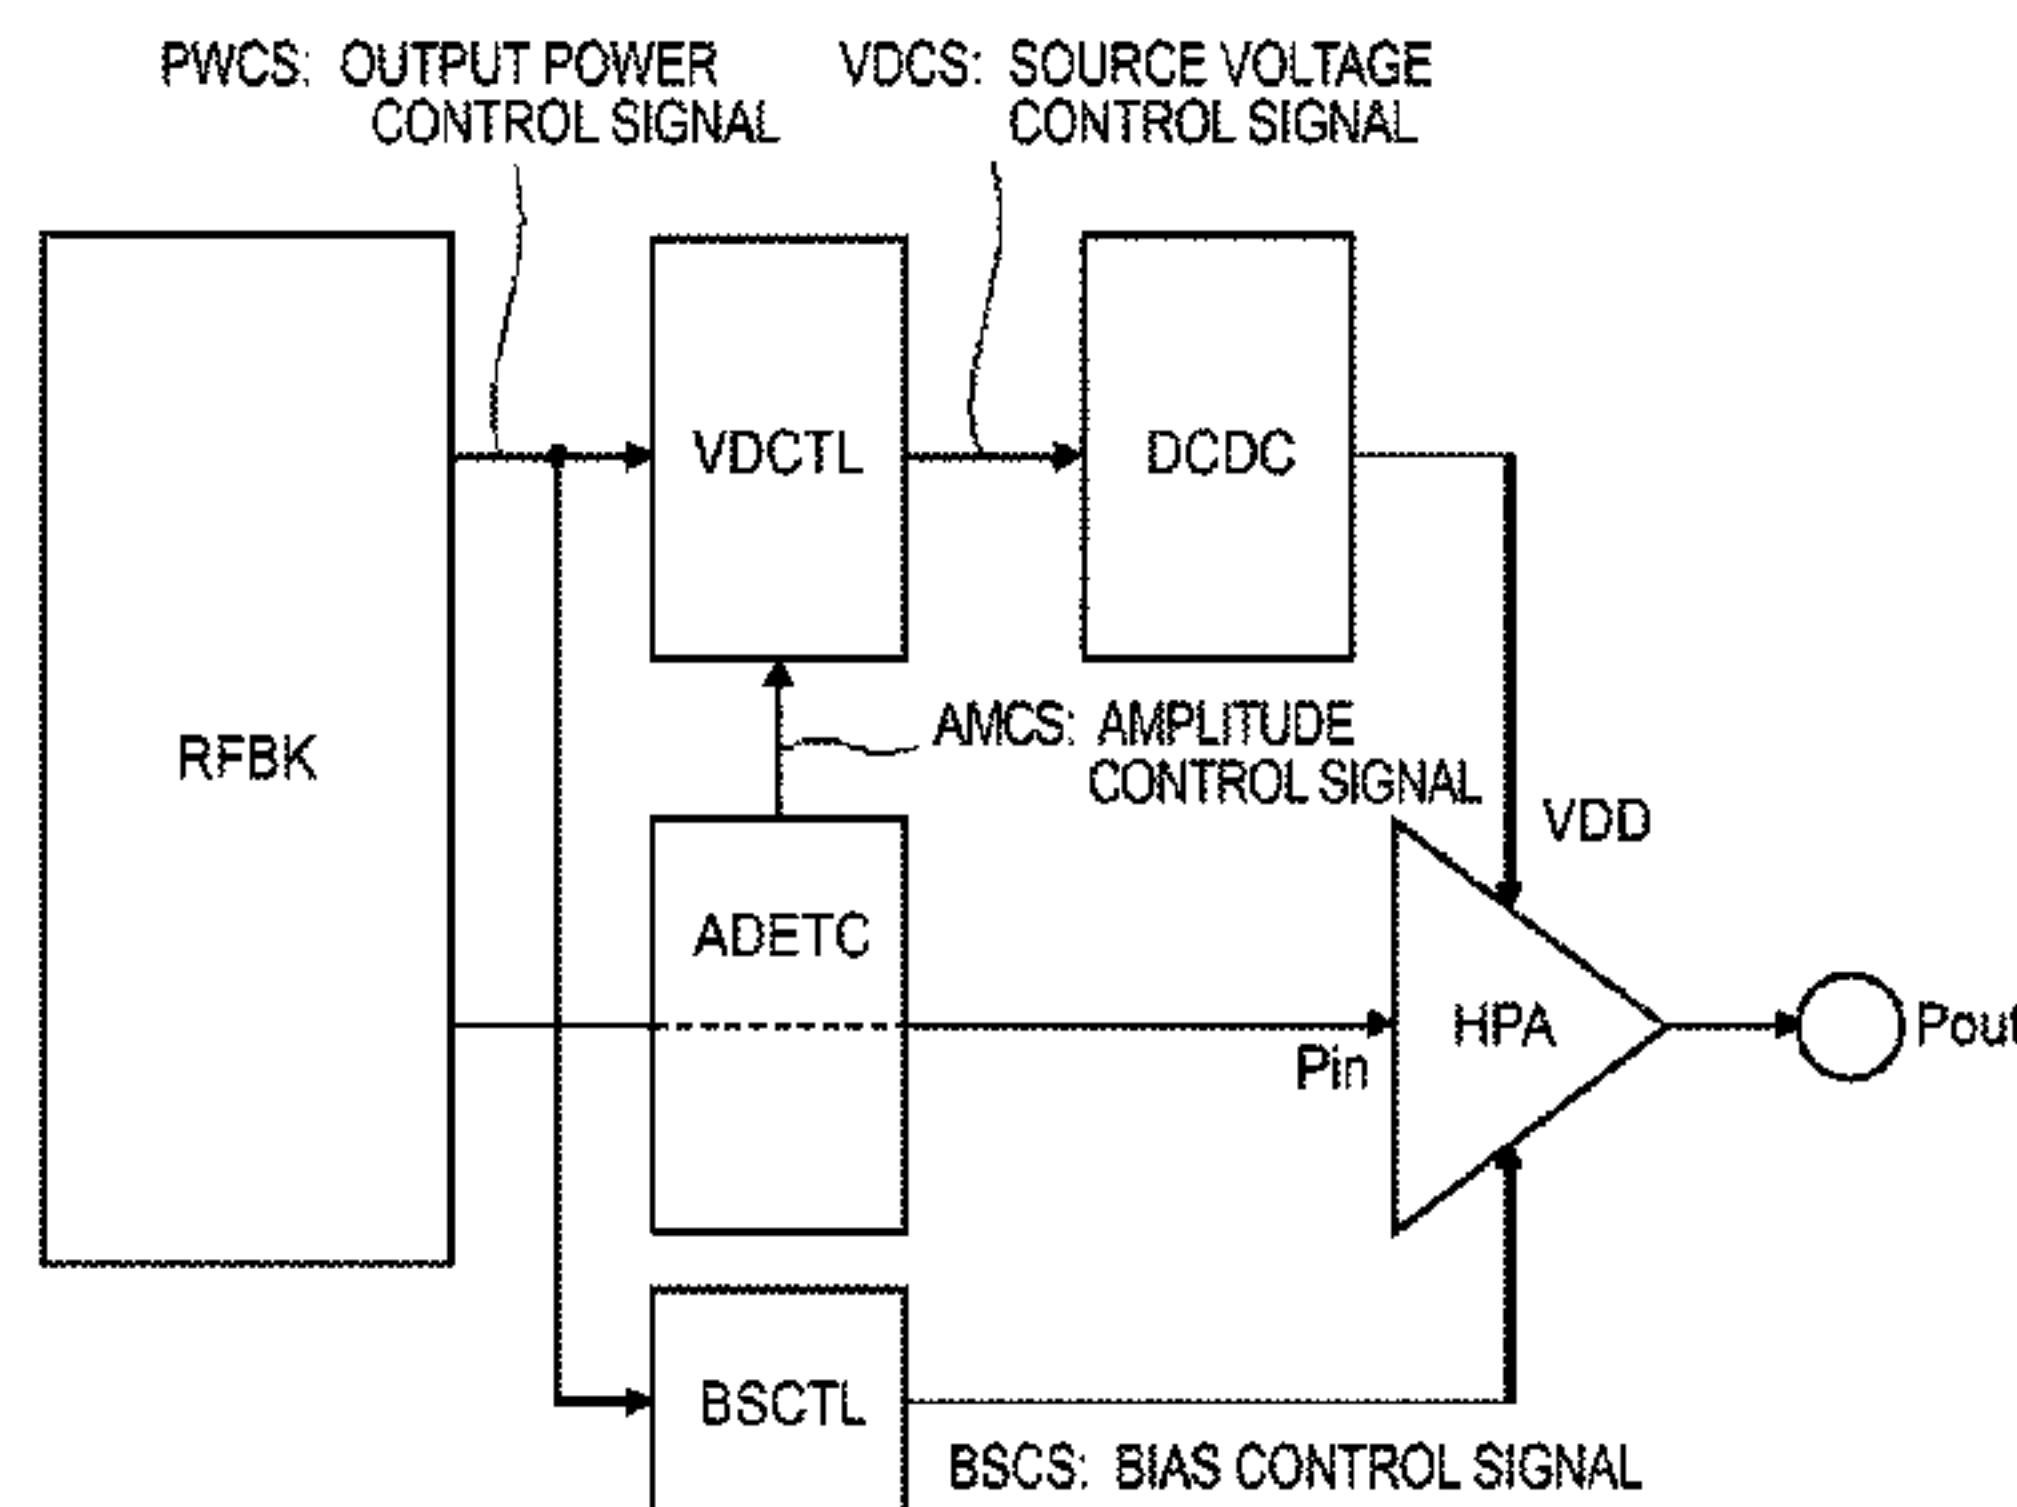 PWCS: OUTPUT POWER
CONTROL SIGNAL
VDCS: SOURCE VOLTAGE
CONTROL SIGNAL
VDCTL
DCDC
RFBK
AMCS: AMPLITUDE
CONTROL SIGNAL
VDD
ADETC
HPA
Pout
Pin
BSCTL
BSCS: BIAS CONTROL SIGNAL